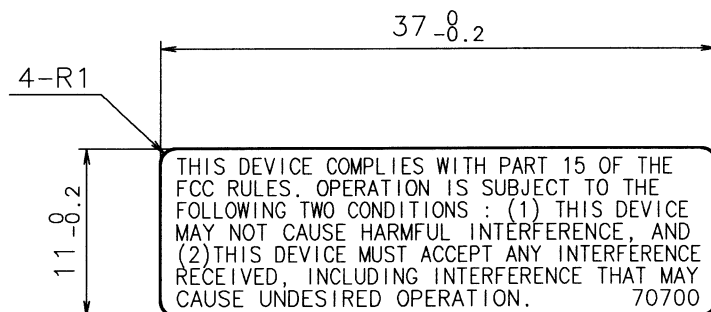 37 0 -0.2
4-R1
11 0 -0.2
THIS DEVICE COMPLIES WITH PART 15 OF THE
FCC RULES. OPERATION IS SUBJECT TO THE
FOLLOWING TWO CONDITIONS : (1) THIS DEVICE
MAY NOT CAUSE HARMFUL INTERFERENCE, AND
(2)THIS DEVICE MUST ACCEPT ANY INTERFERENCE
RECEIVED, INCLUDING INTERFERENCE THAT MAY
CAUSE UNDESIRED OPERATION. 70700